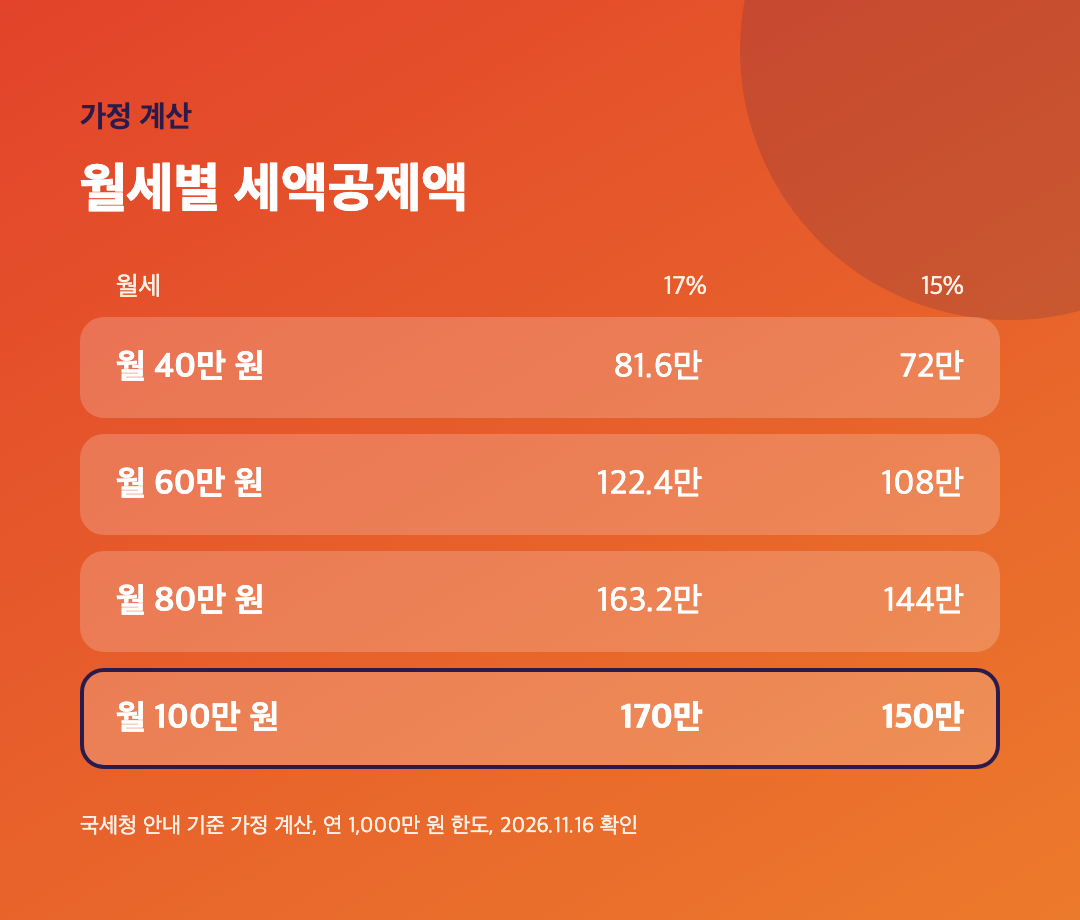 가정 계산
월세별 세액공제액
월세 17% 15%
월 40만 원 81.6만 72만
월 60만 원 122.4만 108만
월 80만 원 163.2만 144만
월 100만 원 170만 150만
국세청 안내 기준 가정 계산, 연 1,000만 원 한도, 2026.11.16 확인